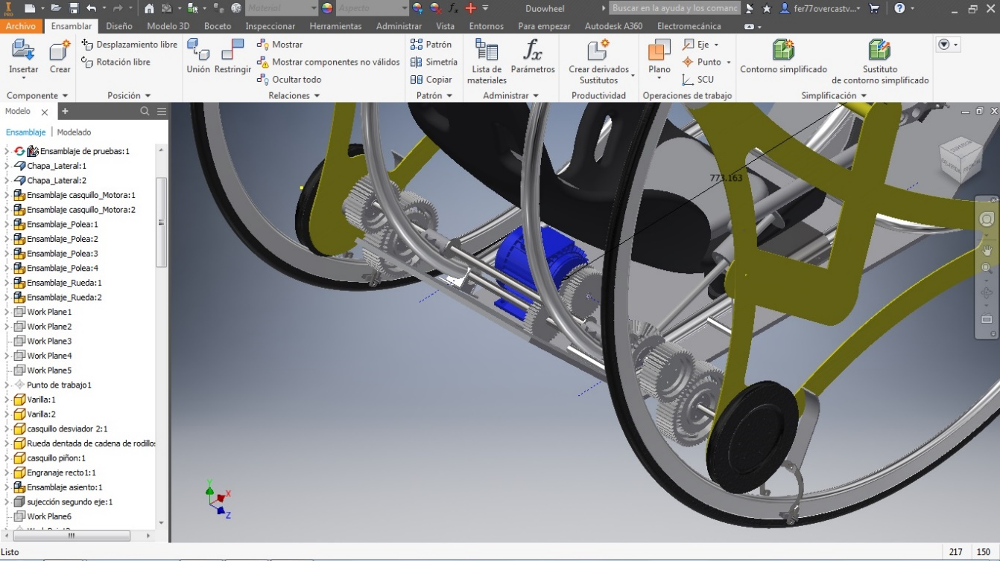 PRO
Material
Aspecto
Duowheel
Buscar en la ayuda y los comanc
fer77overcastv...
Archivo Ensamblar Diseño Modelo 3D Boceto Inspeccionar Herramientas Administrar Vista Entornos Para empezar Autodesk A360 Electromecánica
Insertar
Crear
Desplazamiento libre
Rotación libre
Unión Restringir
Mostrar
Mostrar componentes no válidos
Ocultar todo
Patrón
Simetría
Copiar
Lista de
materiales
Parámetros
Crear derivados
Sustitutos
Plano
Eje
Punto
SCU
Contorno simplificado
Sustituto
de contorno simplificado
Componente Posición Relaciones Patrón Administrar Productividad Operaciones de trabajo Simplificación
Modelo
Ensamblaje | Modelado
Ensamblaje de pruebas:1
Chapa_Lateral:1
Chapa_Lateral:2
Ensamblaje casquillo_Motora:1
Ensamblaje casquillo_Motora:2
Ensamblaje_Polea:1
Ensamblaje_Polea:2
Ensamblaje_Polea:3
Ensamblaje_Polea:4
Ensamblaje_Rueda:1
Ensamblaje_Rueda:2
Work Plane1
Work Plane2
Work Plane3
Work Plane4
Work Plane5
Punto de trabajo1
Varilla:1
Varilla:2
casquillo desviador 2:1
Rueda dentada de cadena de rodillo
casquillo piñon:1
Engranaje recto1:1
Ensamblaje asiento:1
sujección segundo eje:1
Work Plane6
773.163
Y
X
Z
Listo
217 150